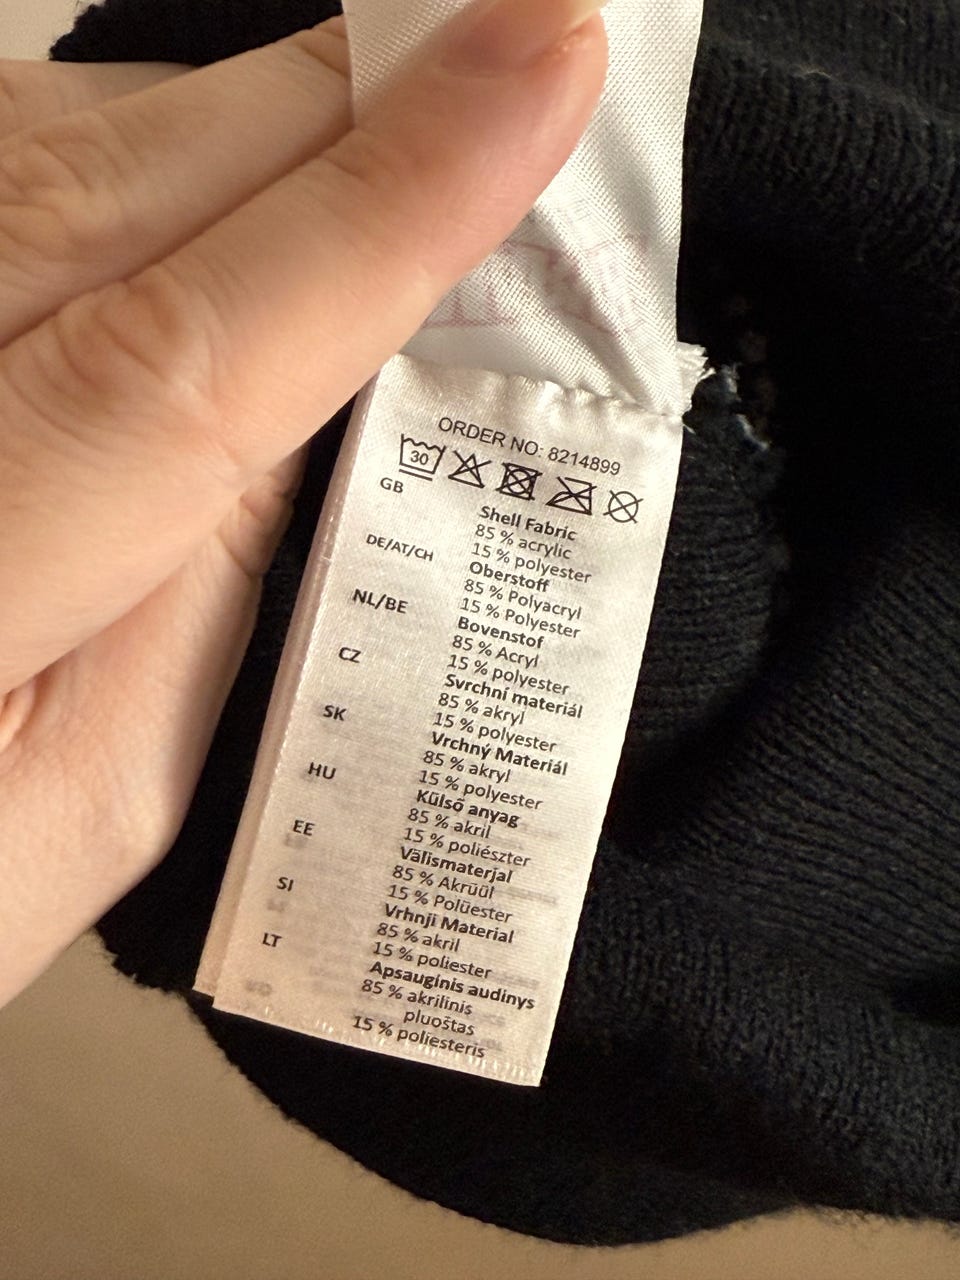 ORDER NO: 8214899
30
GB
Shell Fabric
85 % acrylic
15 % polyester
DE/AT/CH
Oberstoff
85 % Polyacryl
15 % Polyester
NL/BE
Bovenstof
85 % Acryl
15 % polyester
CZ
Svrchní materiál
85 % akryl
15 % polyester
SK
Vrchný Materiál
85 % akryl
15 % polyester
HU
Külső anyag
85 % akril
15 % poliészter
EE
Välismaterjal
85 % Akrüül
15 % Polüester
SI
Vrhnji Material
85 % akril
15 % poliester
LT
Apsauginis audinys
85 % akrilinis
pluoštas
15 % poliesteris